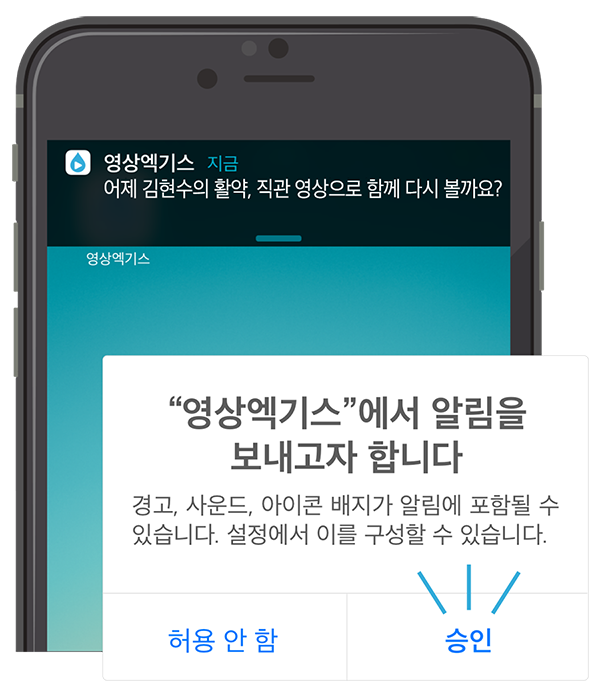 영상엑기스 지금
어제 김현수의 활약, 직관 영상으로 함께 다시 볼까요?
영상엑기스
“영상엑기스”에서 알림을
보내고자 합니다
경고, 사운드, 아이콘 배지가 알림에 포함될 수
있습니다. 설정에서 이를 구성할 수 있습니다.
허용 안 함
승인